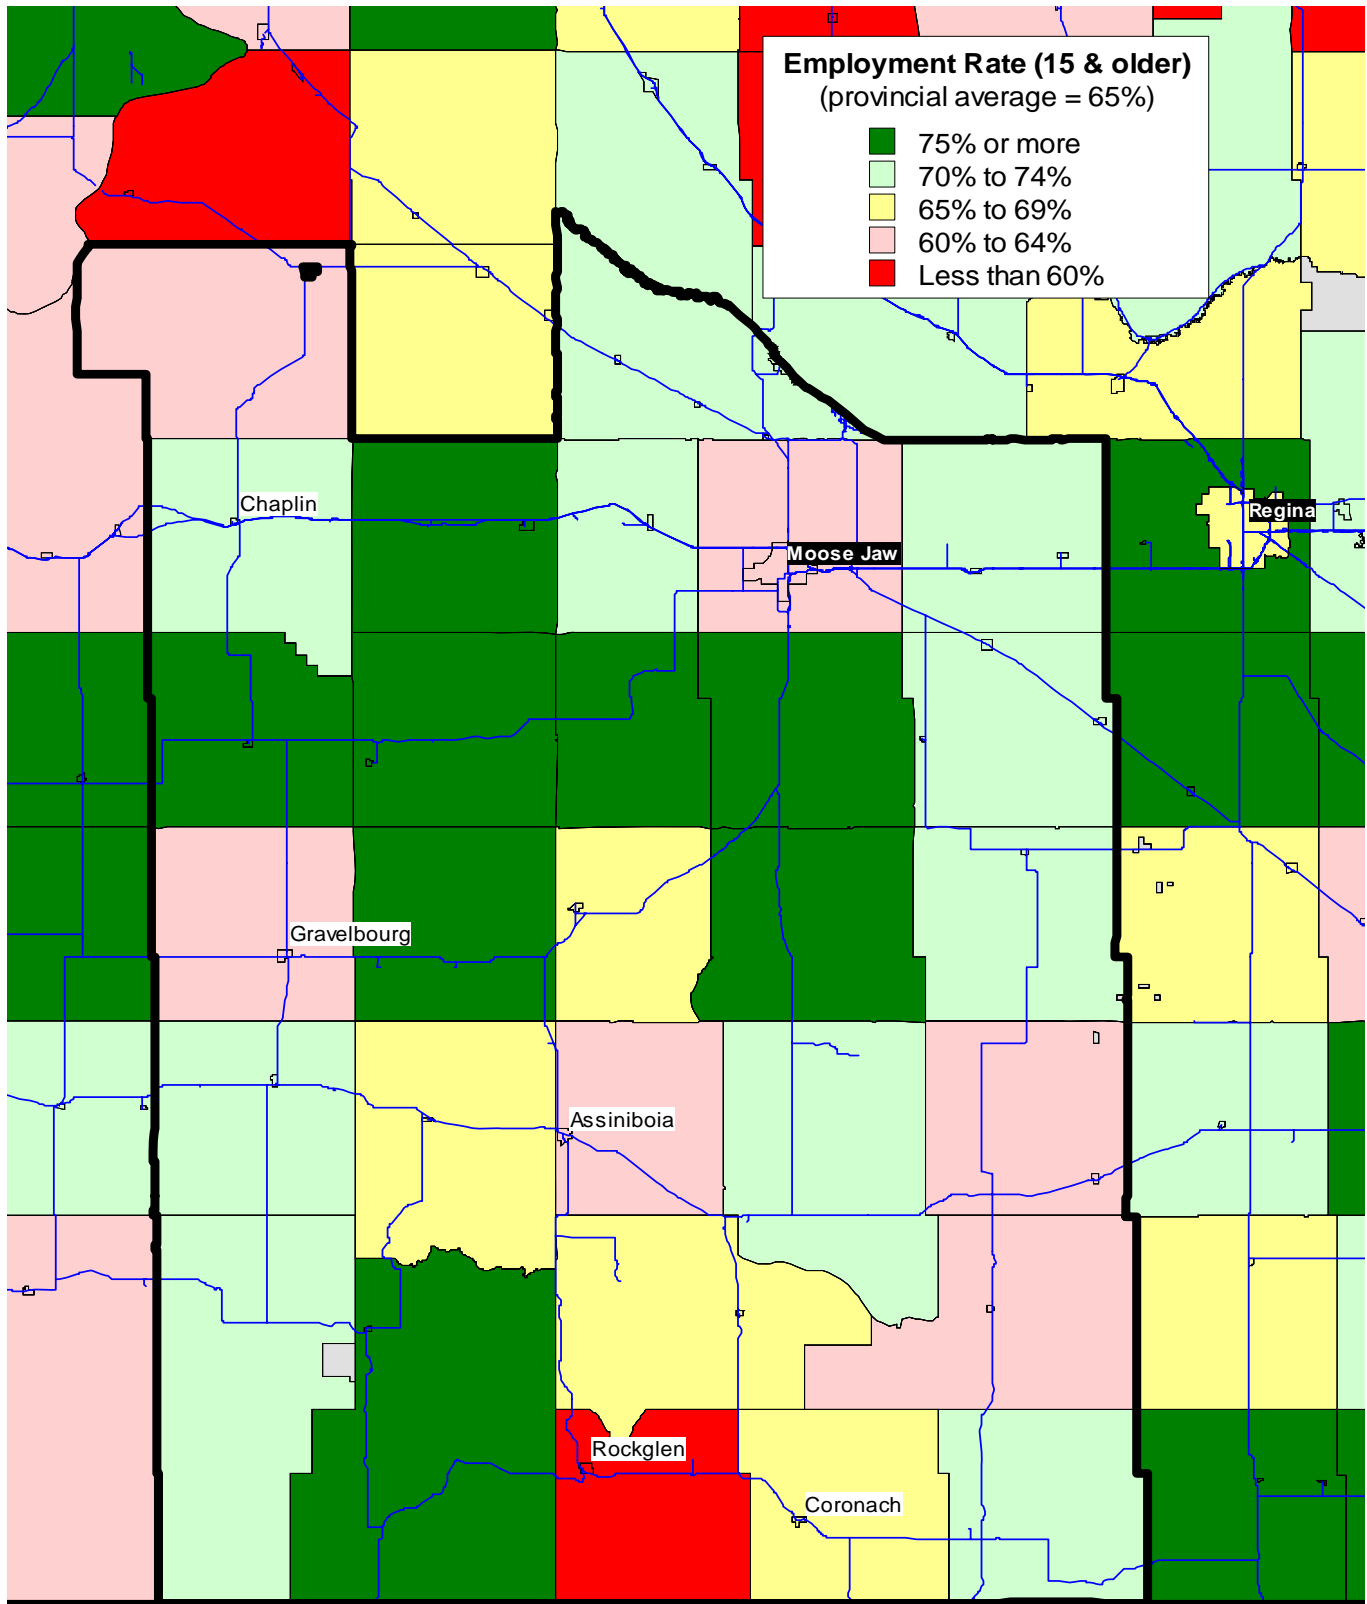 Employment Rate (15 & older)
(provincial average = 65%)
75% or more
70% to 74%
65% to 69%
60% to 64%
Less than 60%
Chaplin
Regina
Moose Jaw
Gravelbourg
Assiniboia
Rockglen
Coronach